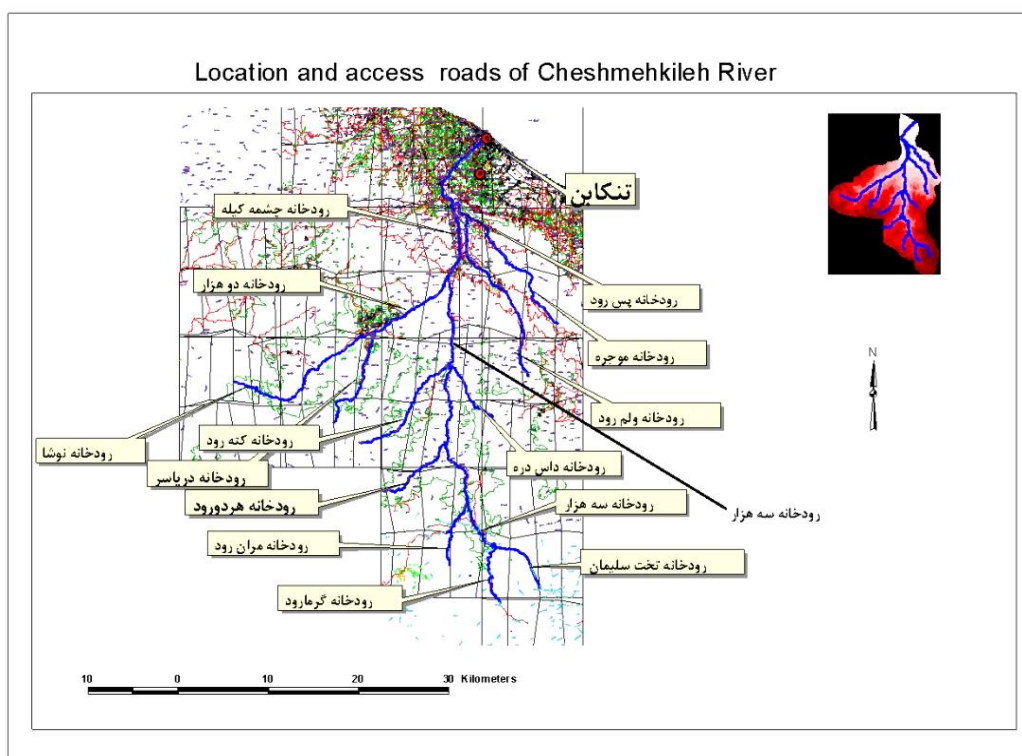 Location and access roads of Cheshmehkileh River
تنکابن
رودخانه چشمه کیله
رودخانه دو هزار
رودخانه پس رود
رودخانه موجره
N
رودخانه ولم رود
رودخانه کته رود
رودخانه نوشا
رودخانه داس دره
رودخانه درياسر
رودخانه هردورود
رودخانه سه هزار
رودخانه سه هزار
رودخانه مران رود
رودخانه تخت سلیمان
رودخانه گرمارود
10 0 10 20 30 Kilometers